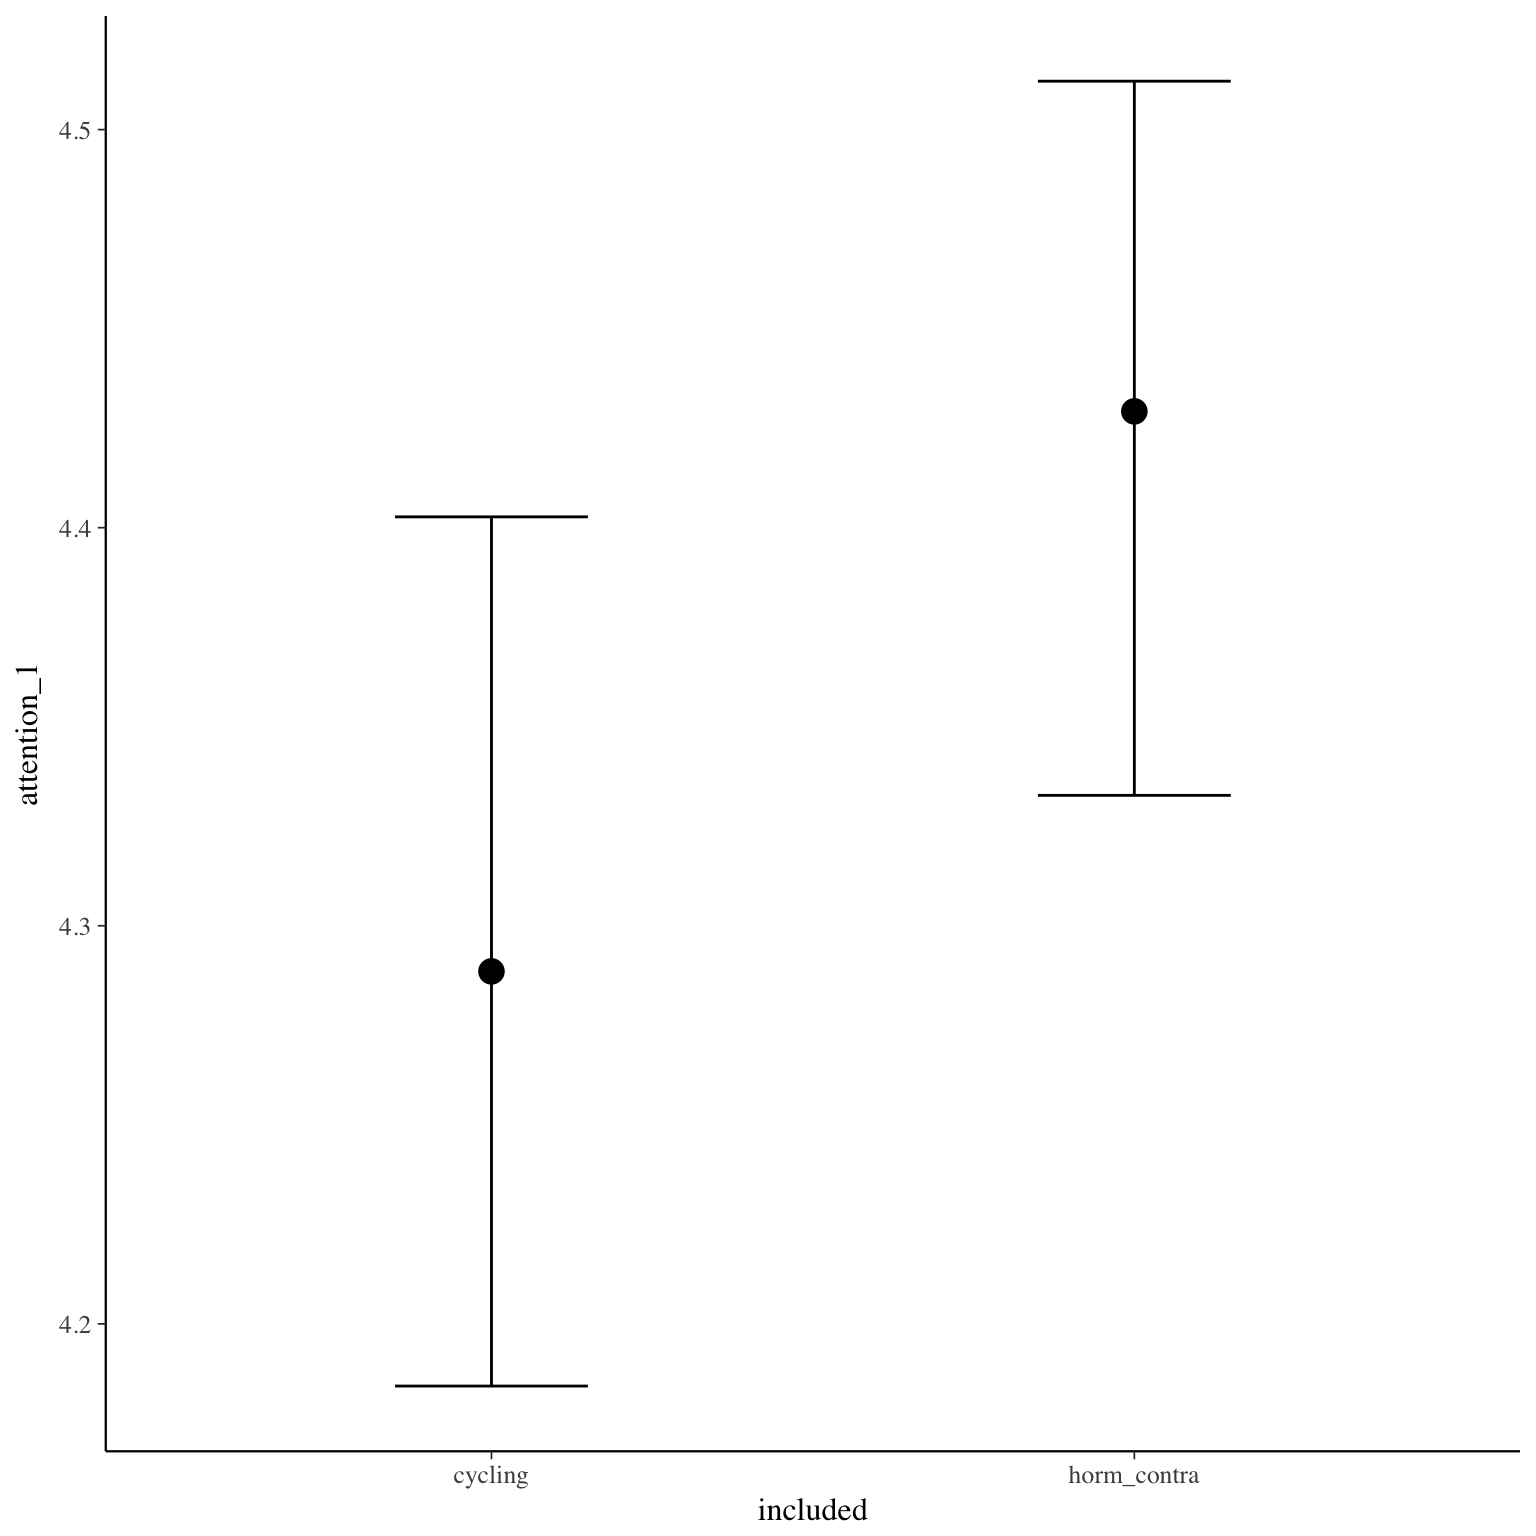 4.5
4.4
4.3
4.2
attention_1
cycling
horm_contra
included